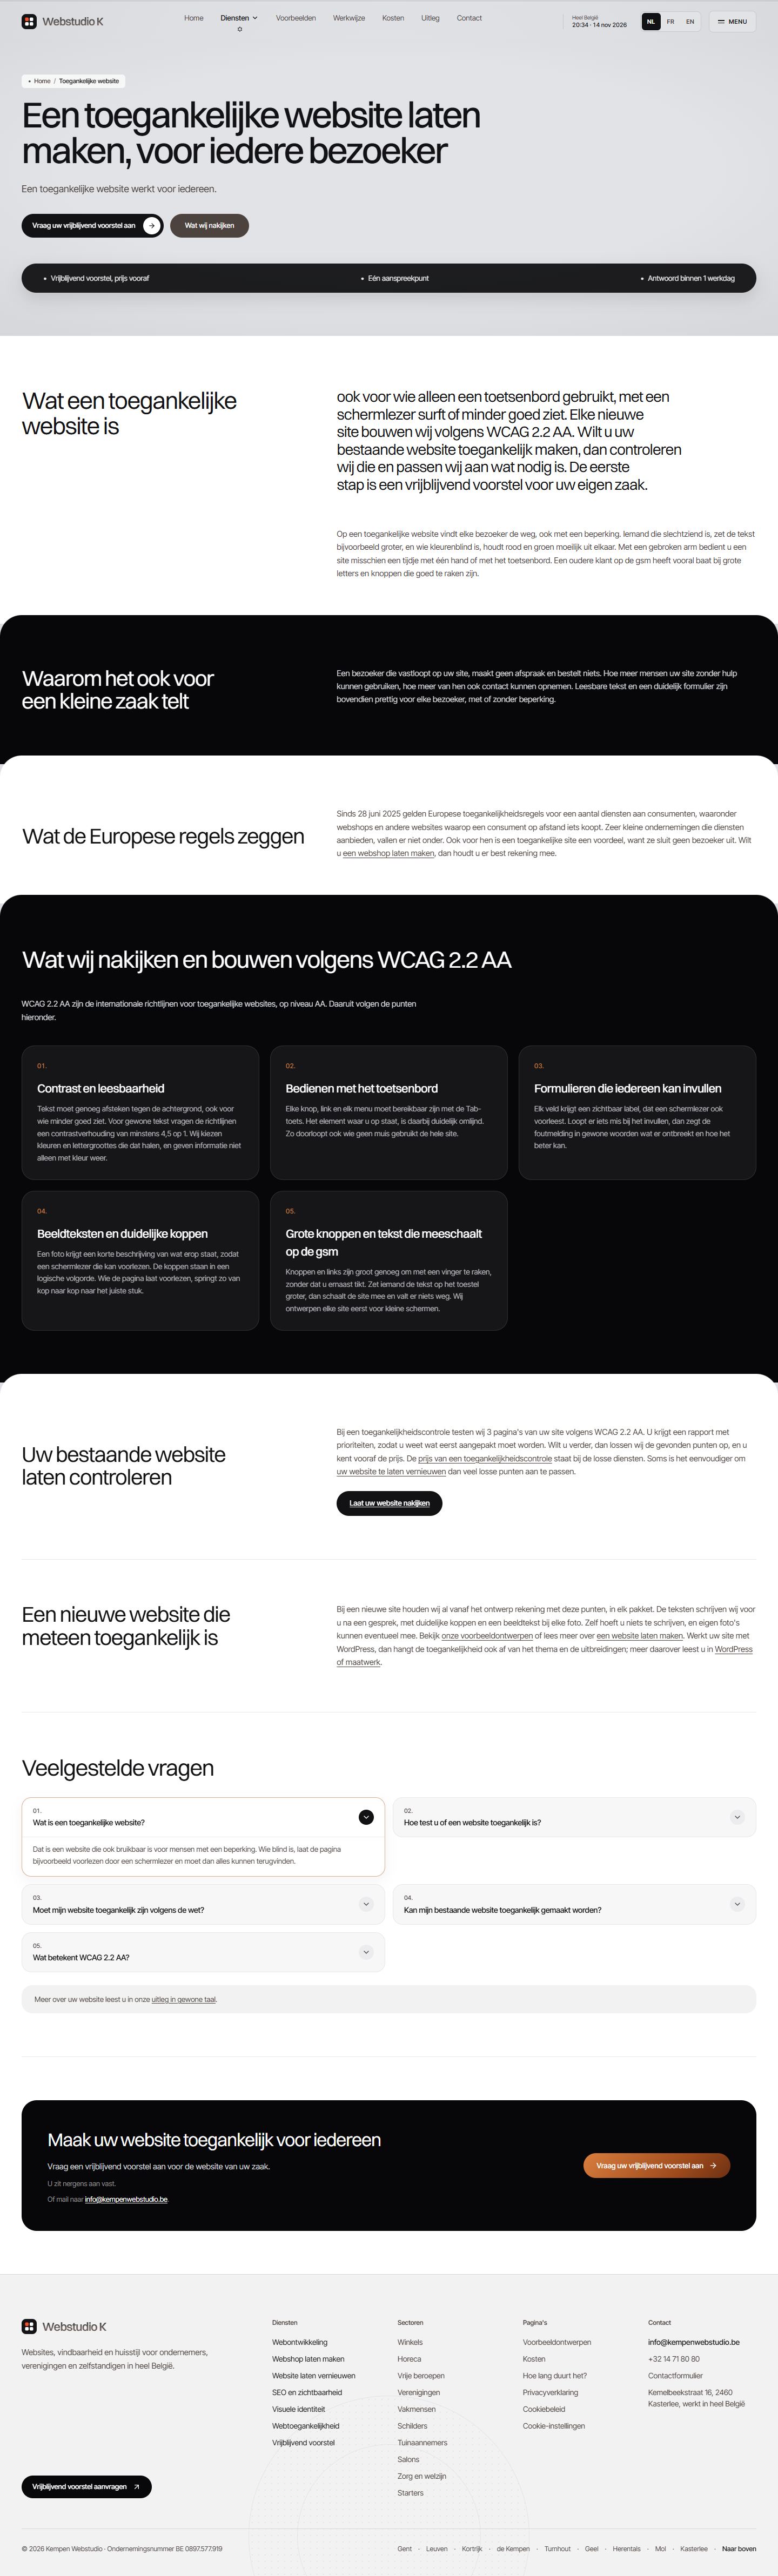 Webstudio K
Home
Diensten
Voorbeelden
Werkwijze
Kosten
Uitleg
Contact
Heel België
20:34 · 14 nov 2026
NL
FR
EN
MENU
Home / Toegankelijke website
Een toegankelijke website laten
maken, voor iedere bezoeker
Een toegankelijke website werkt voor iedereen.
Vraag uw vrijblijvend voorstel aan
Wat wij nakijken
Vrijblijvend voorstel, prijs vooraf
Eén aanspreekpunt
Antwoord binnen 1 werkdag
Wat een toegankelijke
website is
ook voor wie alleen een toetsenbord gebruikt, met een
schermlezer surft of minder goed ziet. Elke nieuwe
site bouwen wij volgens WCAG 2.2 AA. Wilt u uw
bestaande website toegankelijk maken, dan controleren
wij die en passen wij aan wat nodig is. De eerste
stap is een vrijblijvend voorstel voor uw eigen zaak.
Op een toegankelijke website vindt elke bezoeker de weg, ook met een beperking. Iemand die slechtziend is, zet de tekst
bijvoorbeeld groter, en wie kleurenblind is, houdt rood en groen moeilijk uit elkaar. Met een gebroken arm bedient u een
site misschien een tijdje met één hand of met het toetsenbord. Een oudere klant op de gsm heeft vooral baat bij grote
letters en knoppen die goed te raken zijn.
Waarom het ook voor
een kleine zaak telt
Een bezoeker die vastloopt op uw site, maakt geen afspraak en bestelt niets. Hoe meer mensen uw site zonder hulp
kunnen gebruiken, hoe meer van hen ook contact kunnen opnemen. Leesbare tekst en een duidelijk formulier zijn
bovendien prettig voor elke bezoeker, met of zonder beperking.
Wat de Europese regels zeggen
Sinds 28 juni 2025 gelden Europese toegankelijkheidsregels voor een aantal diensten aan consumenten, waaronder
webshops en andere websites waarop een consument op afstand iets koopt. Zeer kleine ondernemingen die diensten
aanbieden, vallen er niet onder. Ook voor hen is een toegankelijke site een voordeel, want ze sluit geen bezoeker uit. Wilt
u een webshop laten maken, dan houdt u er best rekening mee.
Wat wij nakijken en bouwen volgens WCAG 2.2 AA
WCAG 2.2 AA zijn de internationale richtlijnen voor toegankelijke websites, op niveau AA. Daaruit volgen de punten
hieronder.
01.
Contrast en leesbaarheid
Tekst moet genoeg afsteken tegen de achtergrond, ook voor
wie minder goed ziet. Voor gewone tekst vragen de richtlijnen
een contrastverhouding van minstens 4,5 op 1. Wij kiezen
kleuren en lettergroottes die dat halen, en geven informatie niet
alleen met kleur weer.
02.
Bedienen met het toetsenbord
Elke knop, link en elk menu moet bereikbaar zijn met de Tab-
toets. Het element waar u op staat, is daarbij duidelijk omlijnd.
Zo doorloopt ook wie geen muis gebruikt de hele site.
03.
Formulieren die iedereen kan invullen
Elk veld krijgt een zichtbaar label, dat een schermlezer ook
voorleest. Loopt er iets mis bij het invullen, dan zegt de
foutmelding in gewone woorden wat er ontbreekt en hoe het
beter kan.
04.
Beeldteksten en duidelijke koppen
Een foto krijgt een korte beschrijving van wat erop staat, zodat
een schermlezer die kan voorlezen. De koppen staan in een
logische volgorde. Wie de pagina laat voorlezen, springt zo van
kop naar kop naar het juiste stuk.
05.
Grote knoppen en tekst die meeschaalt
op de gsm
Knoppen en links zijn groot genoeg om met een vinger te raken,
zonder dat u ernaast tikt. Zet iemand de tekst op het toestel
groter, dan schaalt de site mee en valt er niets weg. Wij
ontwerpen elke site eerst voor kleine schermen.
Uw bestaande website
laten controleren
Bij een toegankelijkheidscontrole testen wij 3 pagina's van uw site volgens WCAG 2.2 AA. U krijgt een rapport met
prioriteiten, zodat u weet wat eerst aangepakt moet worden. Wilt u verder, dan lossen wij de gevonden punten op, en u
kent vooraf de prijs. De prijs van een toegankelijkheidscontrole staat bij de losse diensten. Soms is het eenvoudiger om
uw website te laten vernieuwen dan veel losse punten aan te passen.
Laat uw website nakijken
Een nieuwe website die
meteen toegankelijk is
Bij een nieuwe site houden wij al vanaf het ontwerp rekening met deze punten, in elk pakket. De teksten schrijven wij voor
u na een gesprek, met duidelijke koppen en een beeldtekst bij elke foto. Zelf hoeft u niets te schrijven, en eigen foto's
kunnen eventueel mee. Bekijk onze voorbeeldontwerpen of lees meer over een website laten maken. Werkt uw site met
WordPress, dan hangt de toegankelijkheid ook af van het thema en de uitbreidingen; meer daarover leest u in WordPress
of maatwerk.
Veelgestelde vragen
01.
Wat is een toegankelijke website?
Dat is een website die ook bruikbaar is voor mensen met een beperking. Wie blind is, laat de pagina
bijvoorbeeld voorlezen door een schermlezer en moet dan alles kunnen terugvinden.
02.
Hoe test u of een website toegankelijk is?
03.
Moet mijn website toegankelijk zijn volgens de wet?
04.
Kan mijn bestaande website toegankelijk gemaakt worden?
05.
Wat betekent WCAG 2.2 AA?
Meer over uw website leest u in onze uitleg in gewone taal.
Maak uw website toegankelijk voor iedereen
Vraag een vrijblijvend voorstel aan voor de website van uw zaak.
U zit nergens aan vast.
Of mail naar info@kempenwebstudio.be.
Vraag uw vrijblijvend voorstel aan
Webstudio K
Websites, vindbaarheid en huisstijl voor ondernemers,
verenigingen en zelfstandigen in heel België.
Vrijblijvend voorstel aanvragen
Diensten
Webontwikkeling
Webshop laten maken
Website laten vernieuwen
SEO en zichtbaarheid
Visuele identiteit
Webtoegankelijkheid
Vrijblijvend voorstel
Sectoren
Winkels
Horeca
Vrije beroepen
Verenigingen
Vakmensen
Schilders
Tuinaannemers
Salons
Zorg en welzijn
Starters
Pagina's
Voorbeeldontwerpen
Kosten
Hoe lang duurt het?
Privacyverklaring
Cookiebeleid
Cookie-instellingen
Contact
info@kempenwebstudio.be
+32 14 71 80 80
Contactformulier
Kemelbeekstraat 16, 2460
Kasterlee, werkt in heel België
© 2026 Kempen Webstudio · Ondernemingsnummer BE 0897.577.919
Gent · Leuven · Kortrijk · de Kempen · Turnhout · Geel · Herentals · Mol · Kasterlee · Naar boven